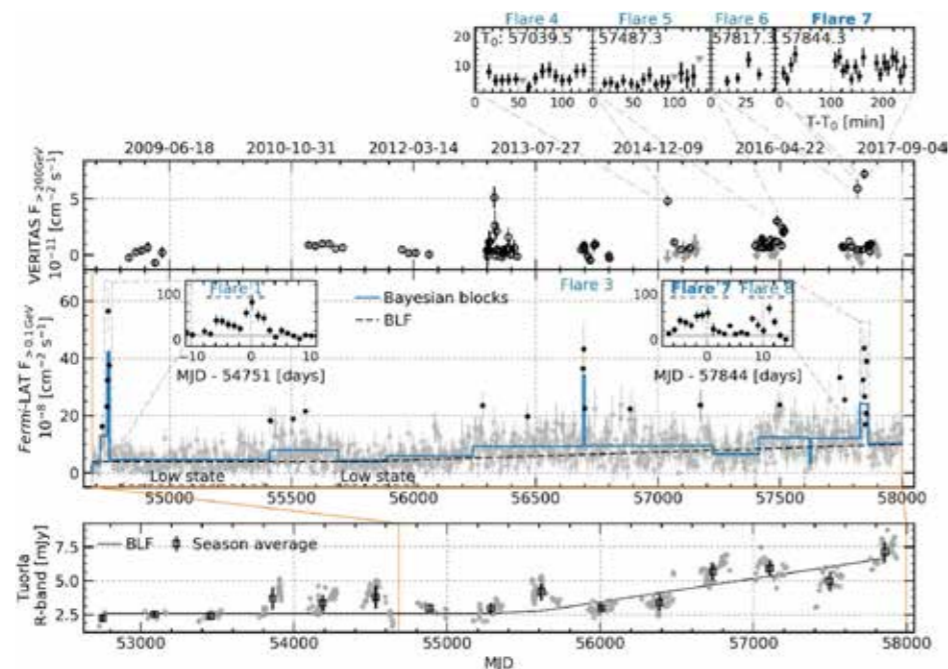 Flare 4 Flare 5 Flare 6 Flare 7
20
10
T₀: 57039.5 57487.3 57817.3 57844.3
0 50 100 0 50 100 0 25 0 100 200
T-T₀ [min]
2009-06-18 2010-10-31 2012-03-14 2013-07-27 2014-12-09 2016-04-22 2017-09-04
VERITAS F>200GeV
10⁻¹¹ [cm⁻² s⁻¹]
5
0
Fermi-LAT F>0.1GeV
10⁻⁸ [cm⁻² s⁻¹]
60
40
20
0
100
Flare 1
0
−10 0 10
MJD - 54751 [days]
Bayesian blocks
BLF
Flare 3
100
Flare 7 Flare 8
0
0 10
MJD - 57844 [days]
Low state Low state
55000 55500 56000 56500 57000 57500 58000
Tuorla
R-band [mJy]
7.5
5.0
2.5
BLF Season average
53000 54000 55000 56000 57000 58000
MJD